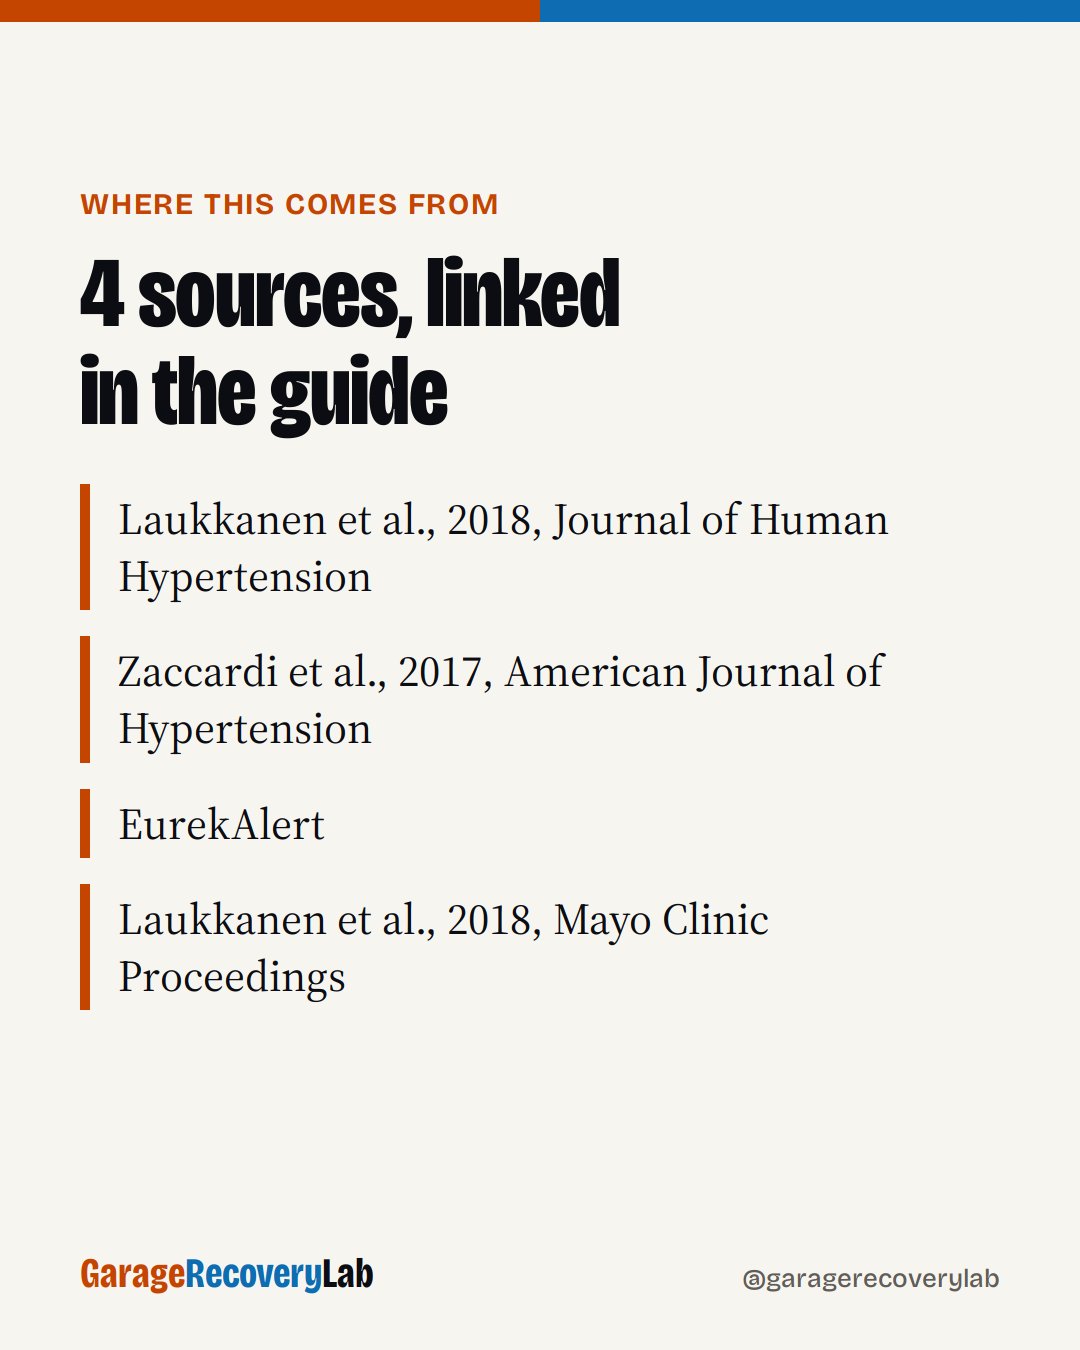 WHERE THIS COMES FROM
4 sources, linked
in the guide
Laukkanen et al., 2018, Journal of Human
Hypertension
Zaccardi et al., 2017, American Journal of
Hypertension
EurekAlert
Laukkanen et al., 2018, Mayo Clinic
Proceedings
GarageRecoveryLab
@garagerecoverylab